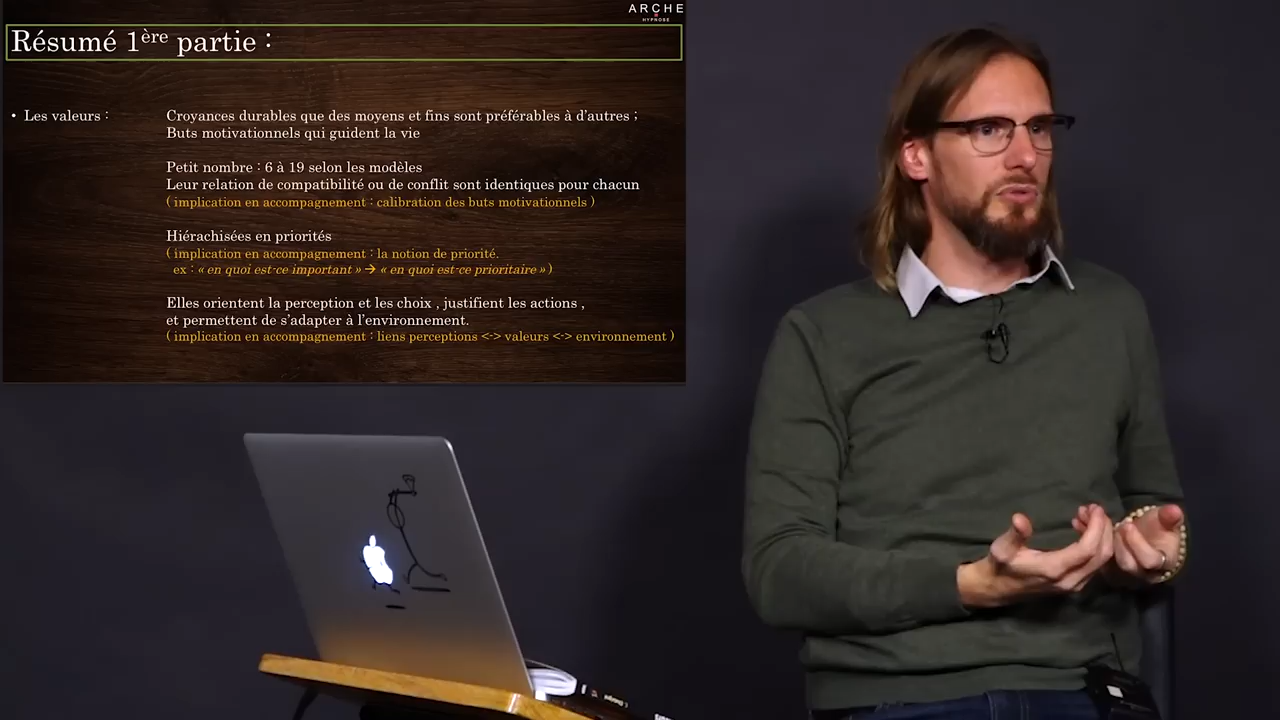 ARCHE
HYPNOSE
Résumé 1ère partie :
• Les valeurs :
Croyances durables que des moyens et fins sont préférables à d'autres ;
Buts motivationnels qui guident la vie
Petit nombre : 6 à 19 selon les modèles
Leur relation de compatibilité ou de conflit sont identiques pour chacun
( implication en accompagnement : calibration des buts motivationnels )
Hiérachisées en priorités
( implication en accompagnement : la notion de priorité.
ex : « en quoi est-ce important » → « en quoi est-ce prioritaire » )
Elles orientent la perception et les choix , justifient les actions ,
et permettent de s'adapter à l'environnement.
( implication en accompagnement : liens perceptions <-> valeurs <-> environnement )